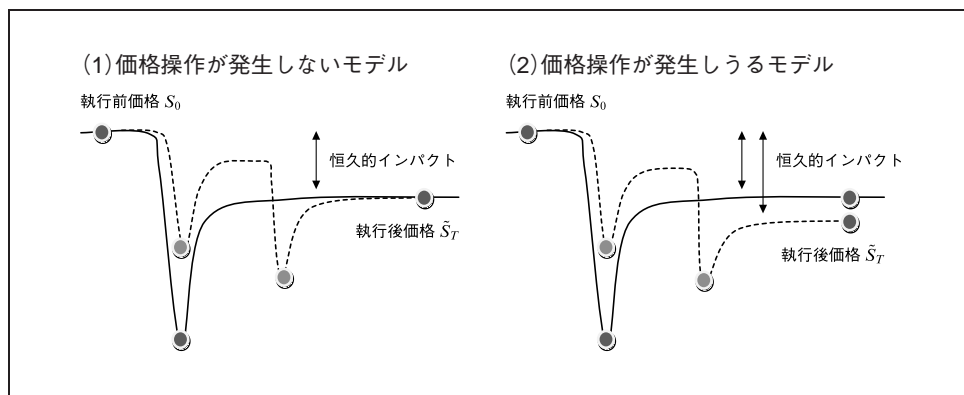 (1)価格操作が発生しないモデル
執行前価格 S₀
恒久的インパクト
執行後価格 S̃_T
(2)価格操作が発生しうるモデル
執行前価格 S₀
恒久的インパクト
執行後価格 S̃_T